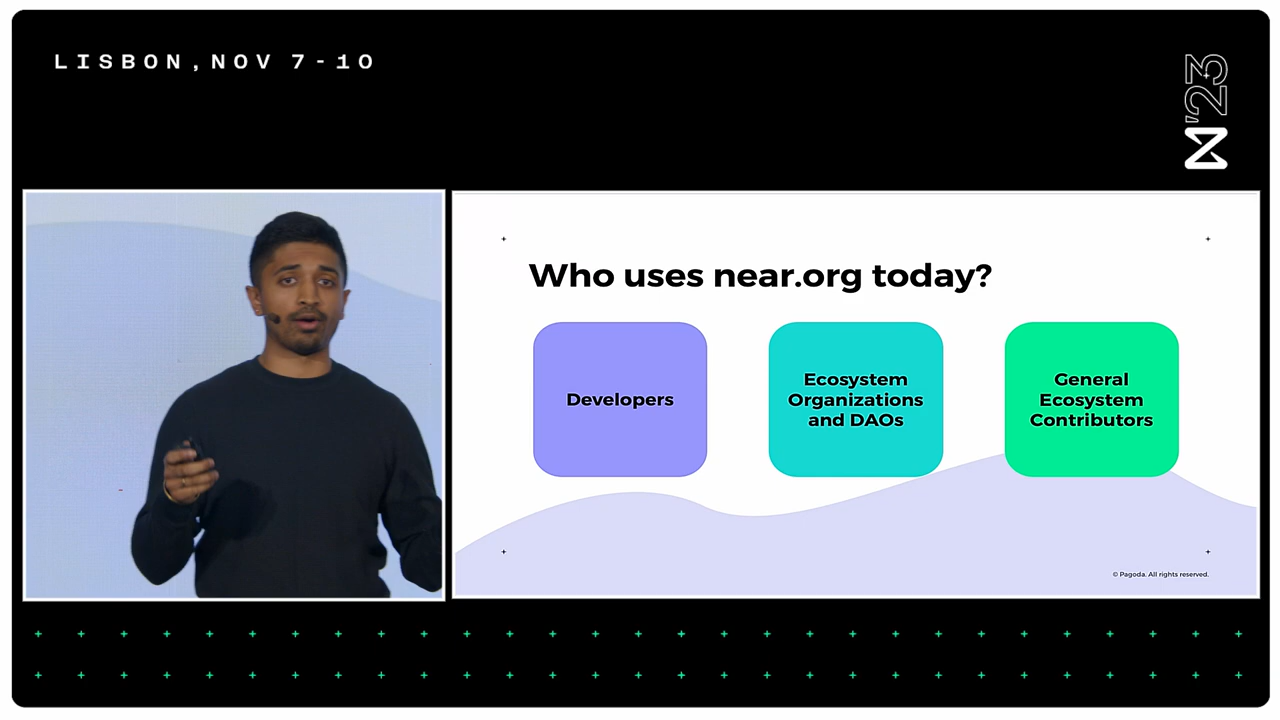 LISBON, NOV 7-10
'23
Who uses near.org today?
Developers
Ecosystem
Organizations
and DAOs
General
Ecosystem
Contributors
© Pagoda. All rights reserved.